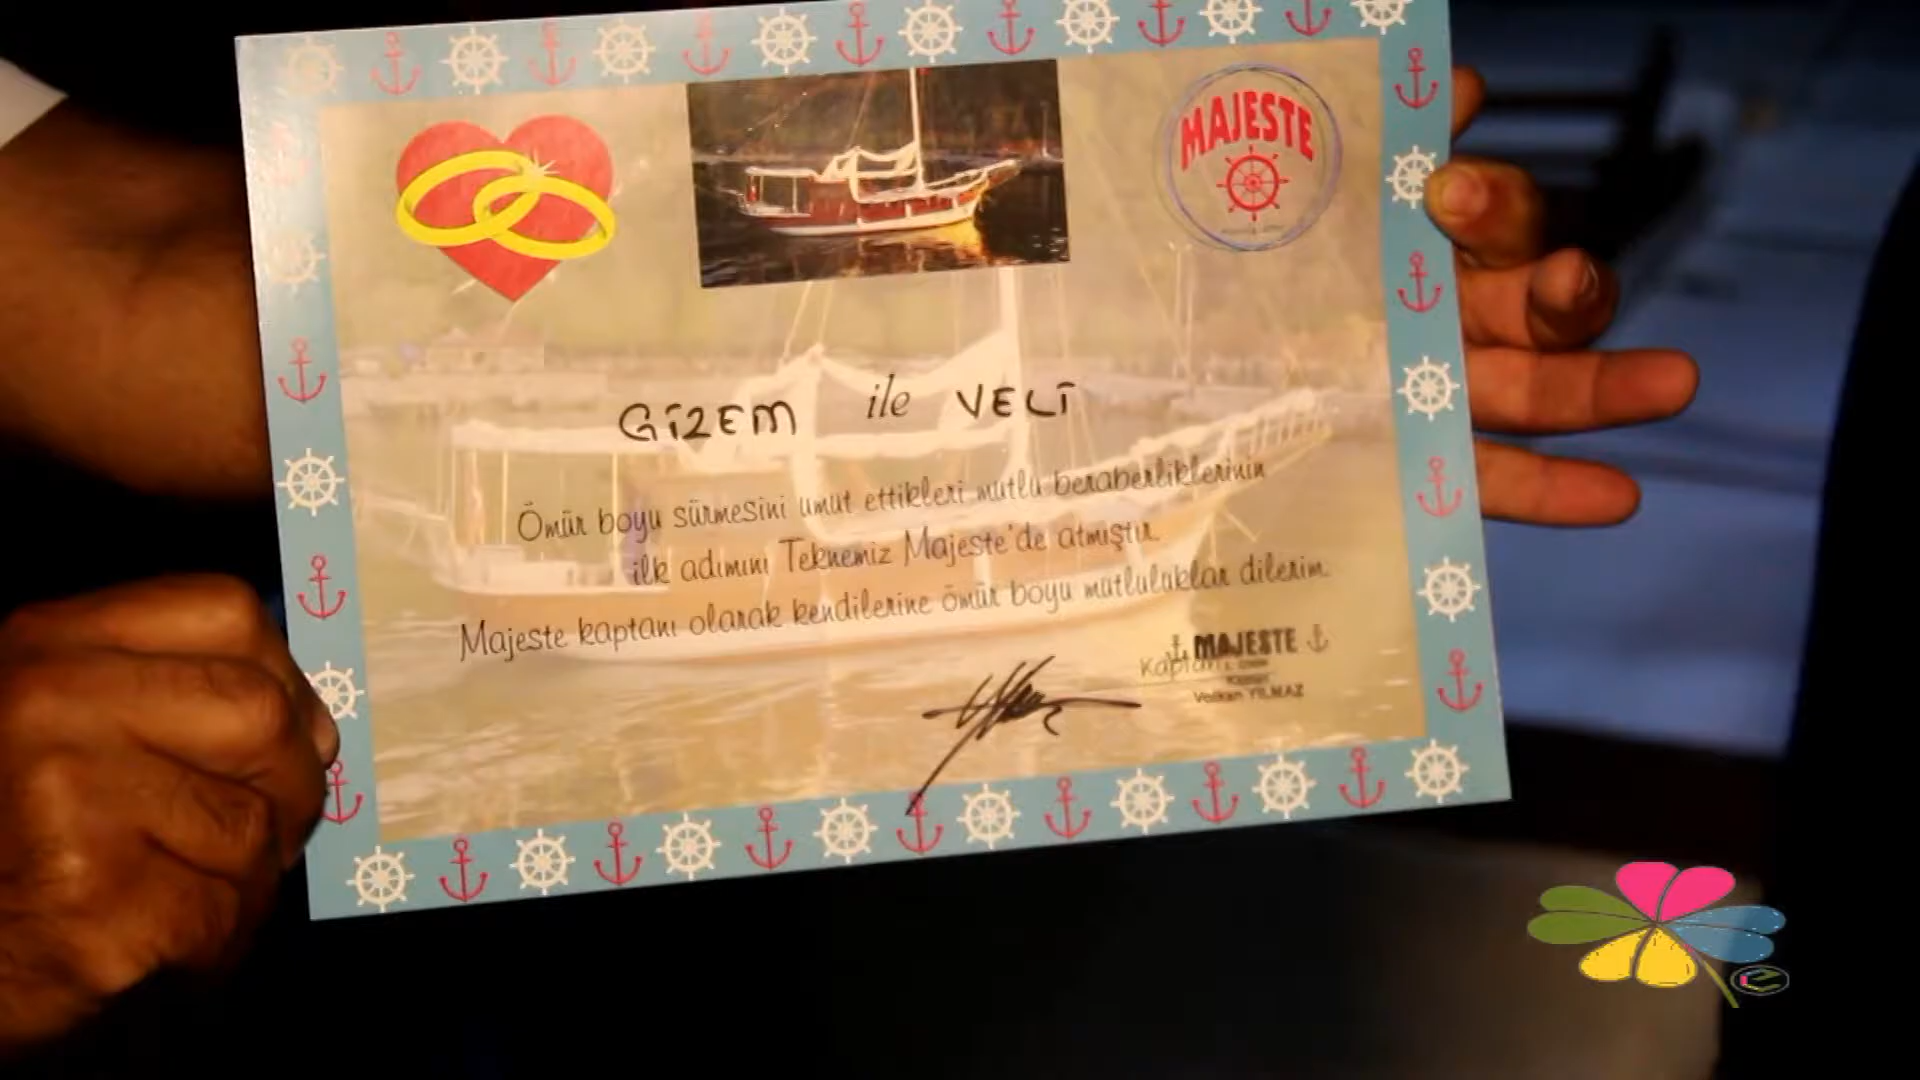 MAJESTE
GİZEM ile VELİ
Ömür boyu sürmesini umut ettikleri mutlu beraberliklerinin
ilk adımını Teknemiz Majeste'de atmıştır.
Majeste kaptanı olarak kendilerine ömür boyu mutluluklar dilerim.
MAJESTE
Kaptan
Volkan YILMAZ